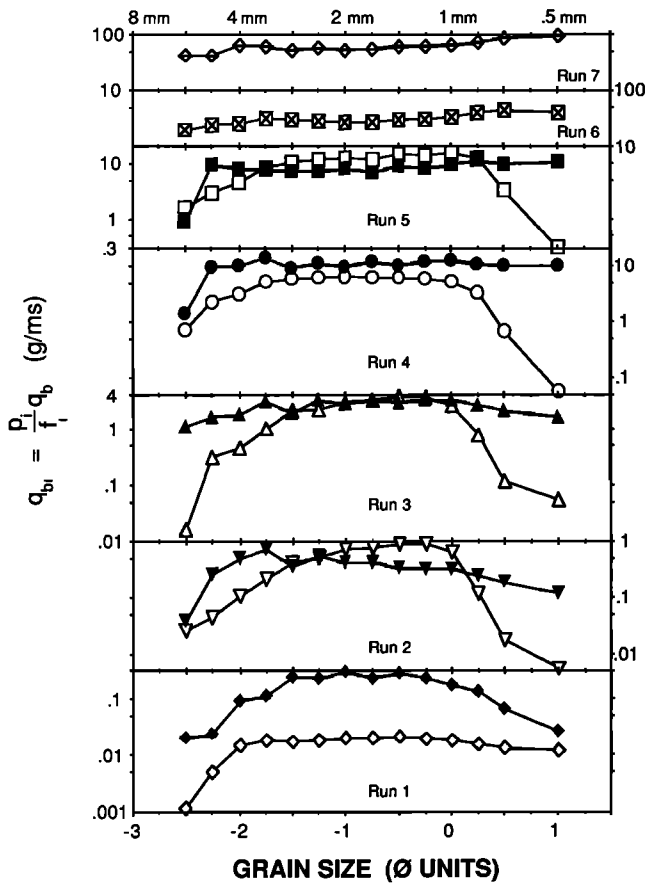 8 mm 4 mm 2 mm 1 mm .5 mm
100
Run 7
10 100
Run 6
10
10
Run 5
1
.3
10
1
Run 4
.1
4
1
.1
Run 3
.01
1
.1
Run 2
.01
.1
.01
Run 1
.001
-3 -2 -1 0 1
GRAIN SIZE (Ø UNITS)
q_bi = p_i/f_i q_b (g/ms)